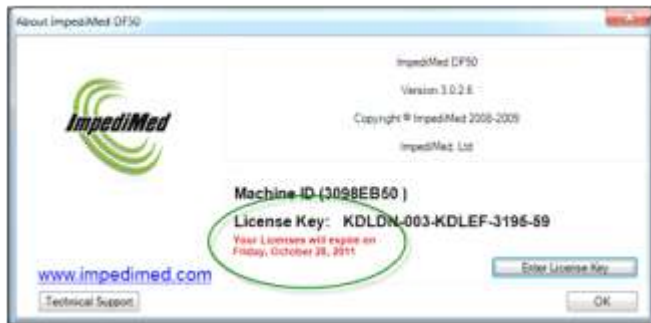 About ImpediMed DF50
ImpediMed DF50
Version 3.0.2.6
Copyright © ImpediMed 2008-2009
ImpediMed, Ltd
ImpediMed
Machine ID (3098EB50 )
License Key: KDLDN-003-KDLEF-3195-59
Your Licenses will expire on
Friday, October 28, 2011
www.impedimed.com
Enter License Key
Technical Support
OK